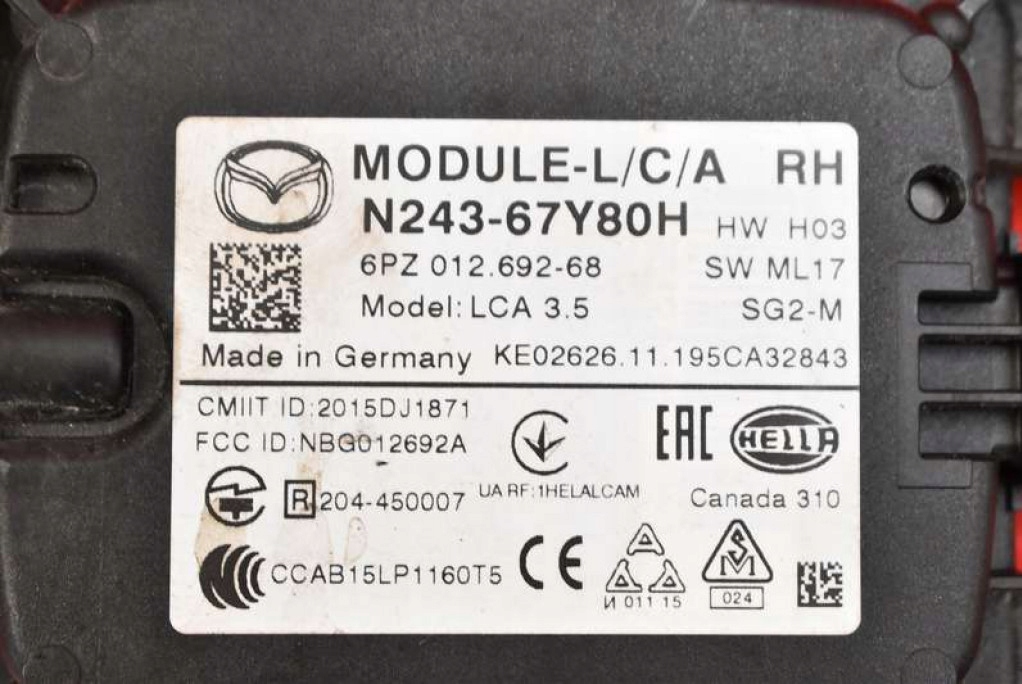 MODULE-L/C/A RH
N243-67Y80H HW H03
6PZ 012.692-68 SW ML17
Model: LCA 3.5 SG2-M
Made in Germany KE02626.11.195CA32843
CMIIT ID:2015DJ1871
FCC ID:NBG012692A
EAC HELLA
R 204-450007 UA RF:1HELALCAM Canada 310
CCAB15LP1160T5 CE A A A S M
И 011 15 024